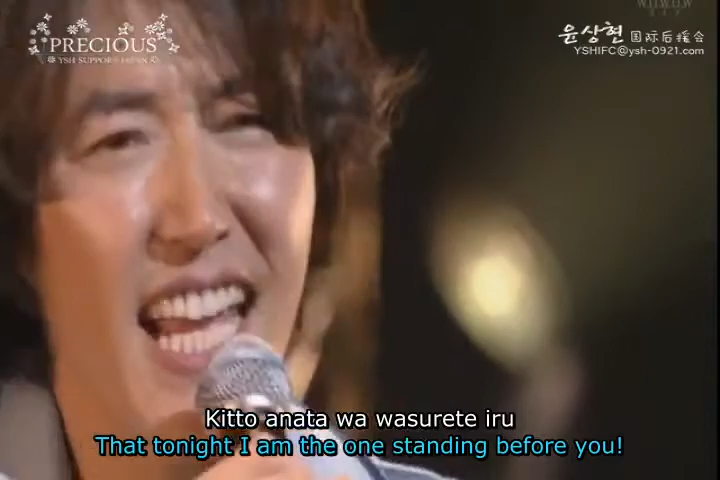 PRECIOUS
YSH SUPPORT JAPAN
WOWOW
윤상현 国际后援会
YSHIFC@ysh-0921.com
Kitto anata wa wasurete iru
That tonight I am the one standing before you!